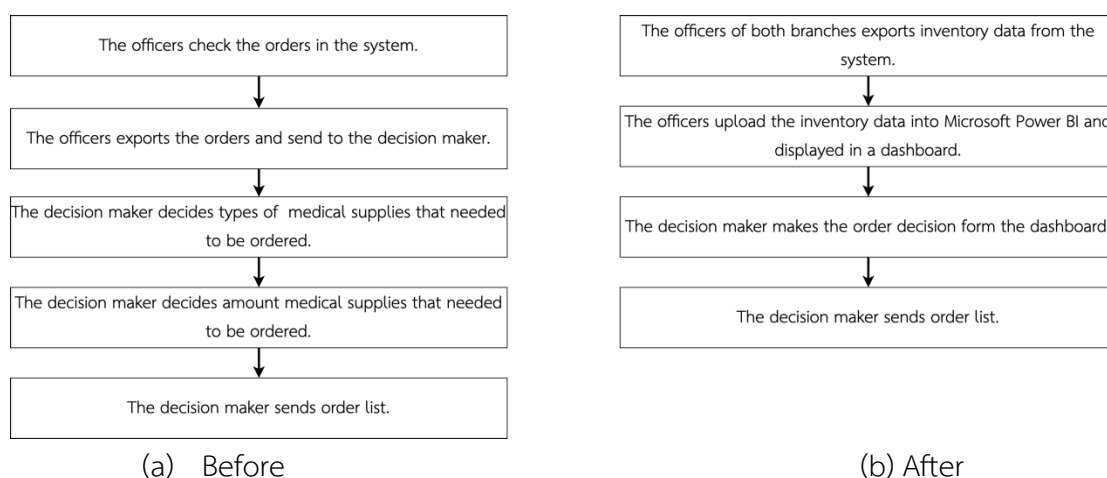 The officers check the orders in the system.
The officers exports the orders and send to the decision maker.
The decision maker decides types of medical supplies that needed
to be ordered.
The decision maker decides amount medical supplies that needed
to be ordered.
The decision maker sends order list.
(a) Before
The officers of both branches exports inventory data from the
system.
The officers upload the inventory data into Microsoft Power BI and
displayed in a dashboard.
The decision maker makes the order decision form the dashboard
The decision maker sends order list.
(b) After